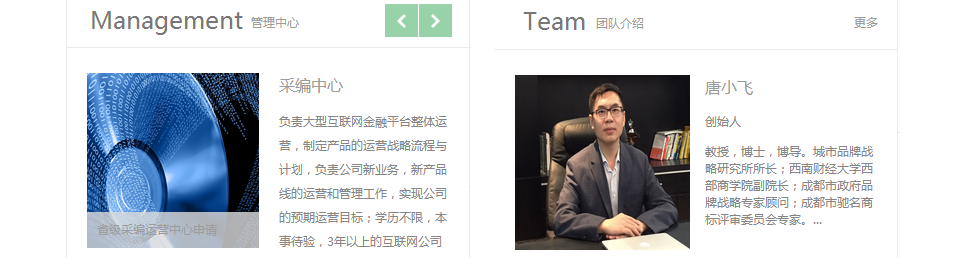 Management 管理中心
采编中心
负责大型互联网金融平台整体运
营，制定产品的运营战略流程与
计划，负责公司新业务，新产品
线的运营和管理工作，实现公司
的预期运营目标；学历不限，本
事待验，3年以上的互联网公司
省级采编运营中心申请
Team 团队介绍 更多
唐小飞
创始人
教授，博士，博导。城市品牌战
略研究所所长；西南财经大学西
部商学院副院长；成都市政府品
牌战略专家顾问；成都市驰名商
标评审委员会专家。...